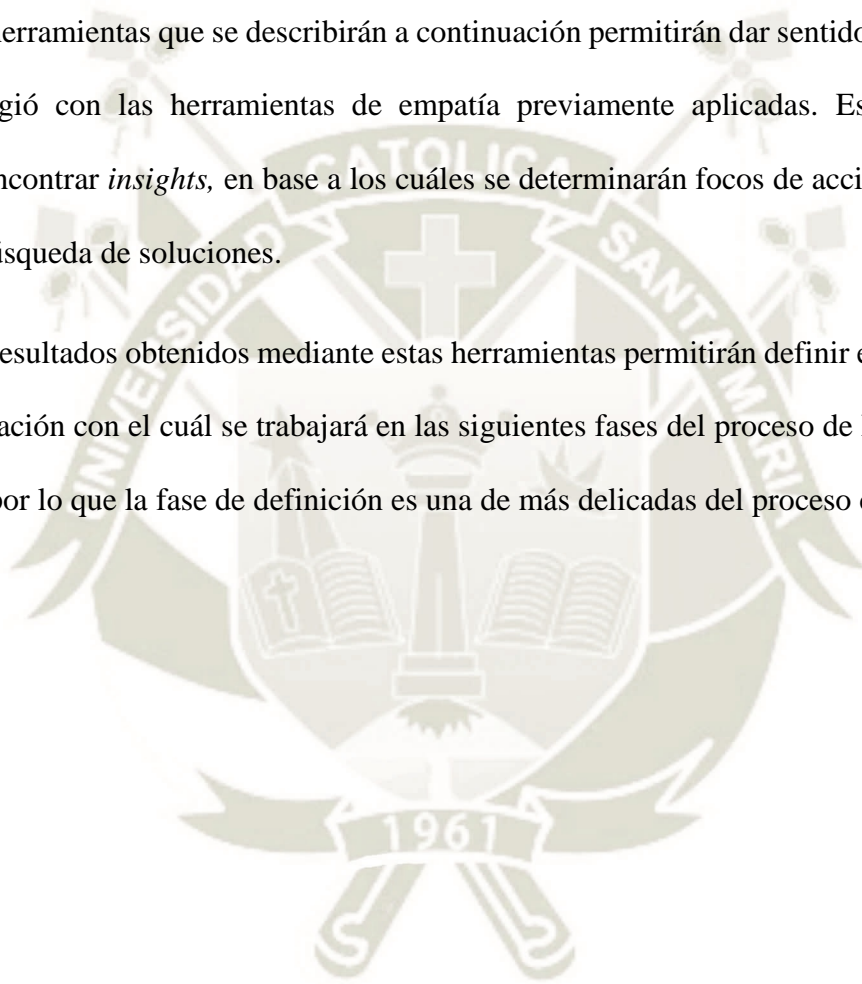 erramientas que se describirán a continuación permitirán dar sentido
gió con las herramientas de empatía previamente aplicadas. Es
ncontrar insights, en base a los cuáles se determinarán focos de acci
úsqueda de soluciones.
esultados obtenidos mediante estas herramientas permitirán definir e
ación con el cuál se trabajará en las siguientes fases del proceso de
por lo que la fase de definición es una de más delicadas del proceso
UNIVERSIDAD CATOLICA SANTA MARIA
1961